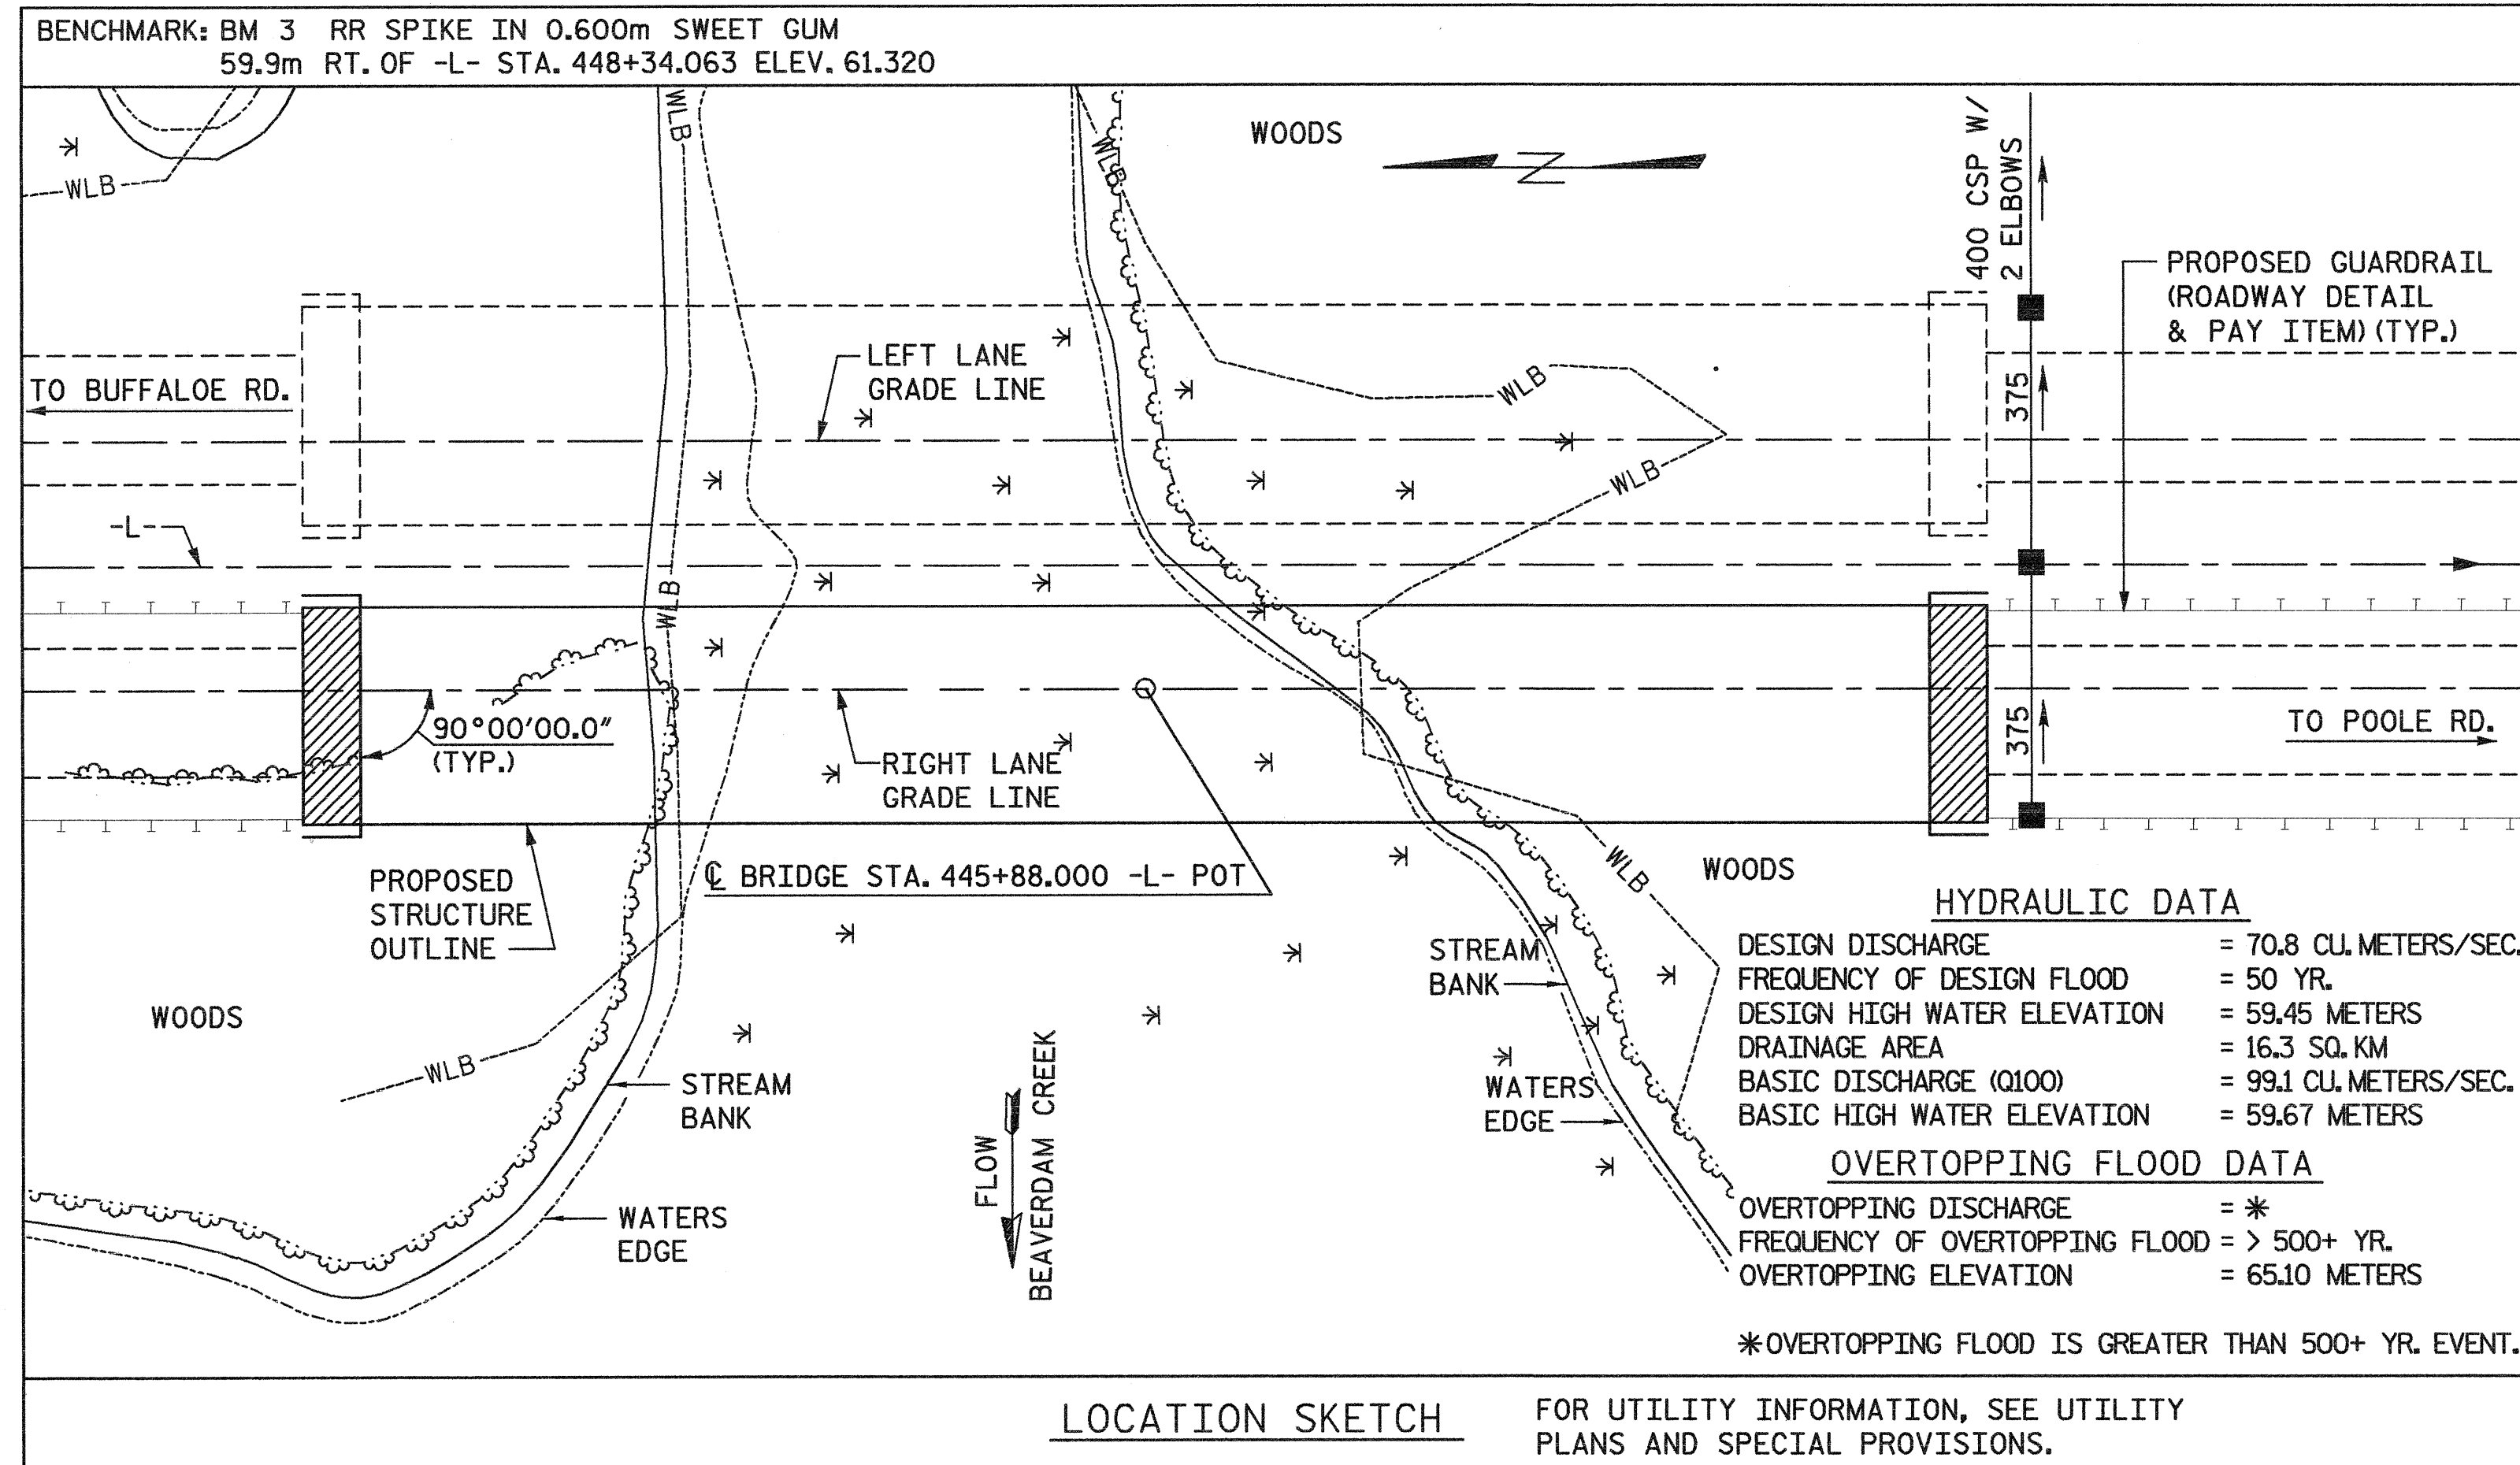 BENCHMARK: BM 3 RR SPIKE IN 0.600m SWEET GUM
59.9m RT. OF -L- STA. 448+34.063 ELEV. 61.320
WLB
WLB
WLB
WOODS
N
400 CSP W/
2 ELBOWS
PROPOSED GUARDRAIL
(ROADWAY DETAIL
& PAY ITEM) (TYP.)
TO BUFFALOE RD.
LEFT LANE
GRADE LINE
WLB
375
WLB
-L-
WLB
90°00'00.0"
(TYP.)
RIGHT LANE
GRADE LINE
375
TO POOLE RD.
PROPOSED
STRUCTURE
OUTLINE
℄ BRIDGE STA. 445+88.000 -L- POT
WLB
WOODS
WOODS
STREAM
BANK
WLB
STREAM
BANK
WATERS
EDGE
WATERS
EDGE
FLOW
BEAVERDAM CREEK
HYDRAULIC DATA
DESIGN DISCHARGE = 70.8 CU. METERS/SEC.
FREQUENCY OF DESIGN FLOOD = 50 YR.
DESIGN HIGH WATER ELEVATION = 59.45 METERS
DRAINAGE AREA = 16.3 SQ. KM
BASIC DISCHARGE (Q100) = 99.1 CU. METERS/SEC.
BASIC HIGH WATER ELEVATION = 59.67 METERS
OVERTOPPING FLOOD DATA
OVERTOPPING DISCHARGE = *
FREQUENCY OF OVERTOPPING FLOOD = > 500+ YR.
OVERTOPPING ELEVATION = 65.10 METERS
*OVERTOPPING FLOOD IS GREATER THAN 500+ YR. EVENT.
LOCATION SKETCH
FOR UTILITY INFORMATION, SEE UTILITY
PLANS AND SPECIAL PROVISIONS.